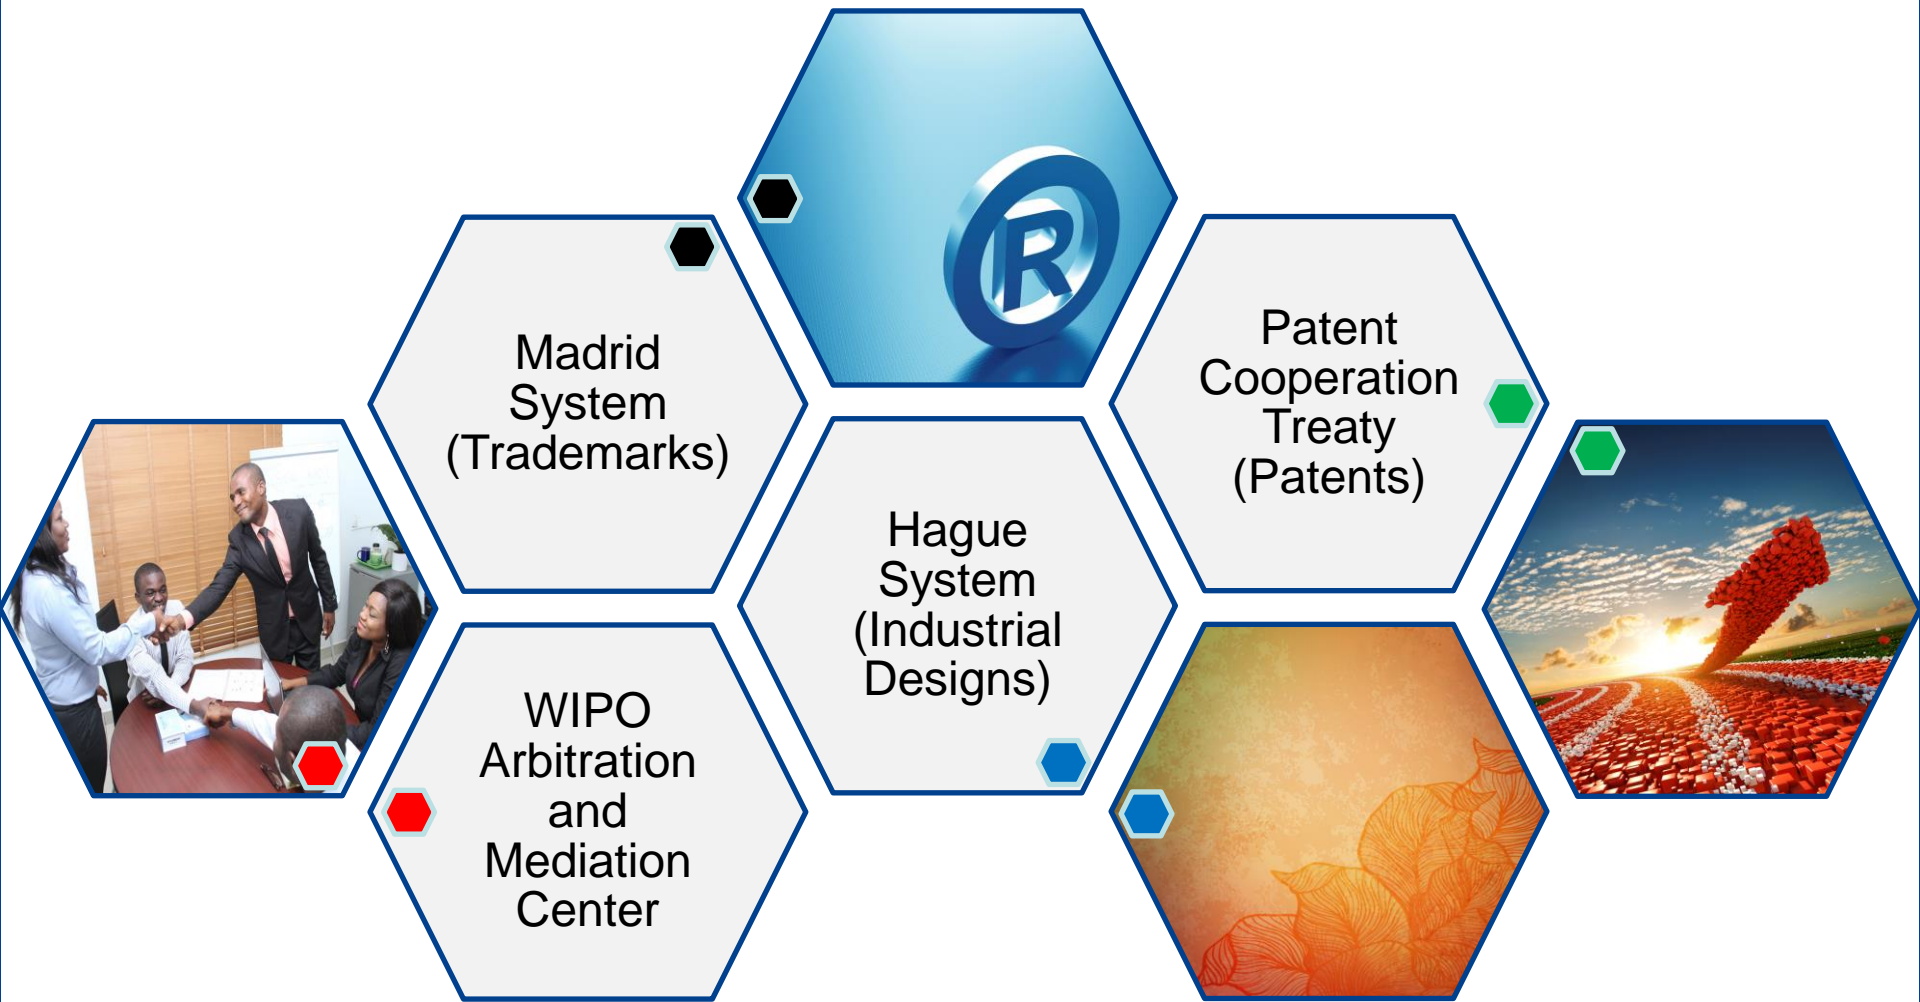 ®
Madrid
System
(Trademarks)
Patent
Cooperation
Treaty
(Patents)
Hague
System
(Industrial
Designs)
WIPO
Arbitration
and
Mediation
Center